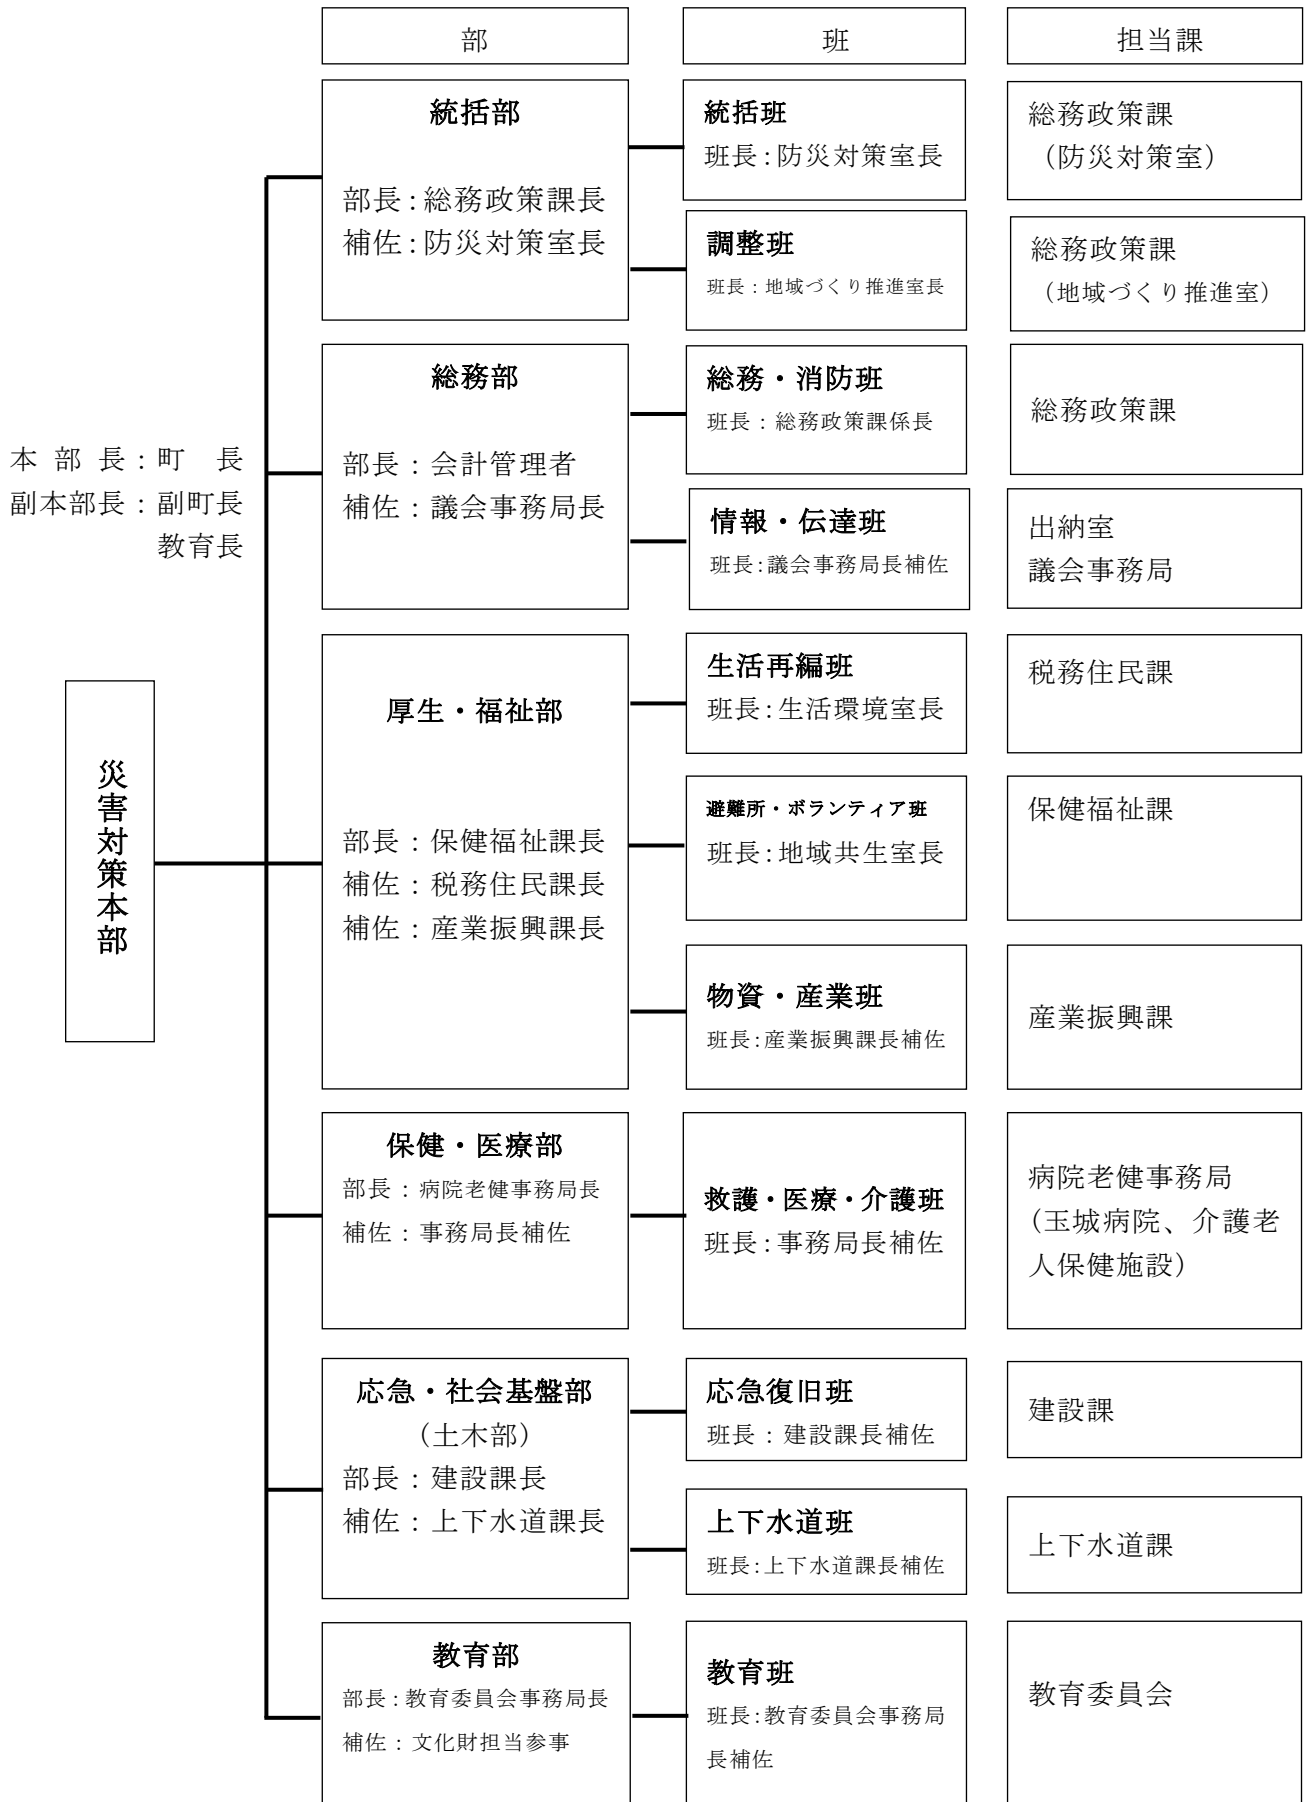 部
班
担当課
本部長：町　長
副本部長：副町長
教育長
災害対策本部
統括部
部長：総務政策課長
補佐：防災対策室長
統括班
班長：防災対策室長
総務政策課
（防災対策室）
調整班
班長：地域づくり推進室長
総務政策課
（地域づくり推進室）
総務部
部長：会計管理者
補佐：議会事務局長
総務・消防班
班長：総務政策課係長
総務政策課
情報・伝達班
班長：議会事務局長補佐
出納室
議会事務局
厚生・福祉部
部長：保健福祉課長
補佐：税務住民課長
補佐：産業振興課長
生活再編班
班長：生活環境室長
税務住民課
避難所・ボランティア班
班長：地域共生室長
保健福祉課
物資・産業班
班長：産業振興課長補佐
産業振興課
保健・医療部
部長：病院老健事務局長
補佐：事務局長補佐
救護・医療・介護班
班長：事務局長補佐
病院老健事務局
（玉城病院、介護老
人保健施設）
応急・社会基盤部
（土木部）
部長：建設課長
補佐：上下水道課長
応急復旧班
班長：建設課長補佐
建設課
上下水道班
班長：上下水道課長補佐
上下水道課
教育部
部長：教育委員会事務局長
補佐：文化財担当参事
教育班
班長：教育委員会事務局
長補佐
教育委員会